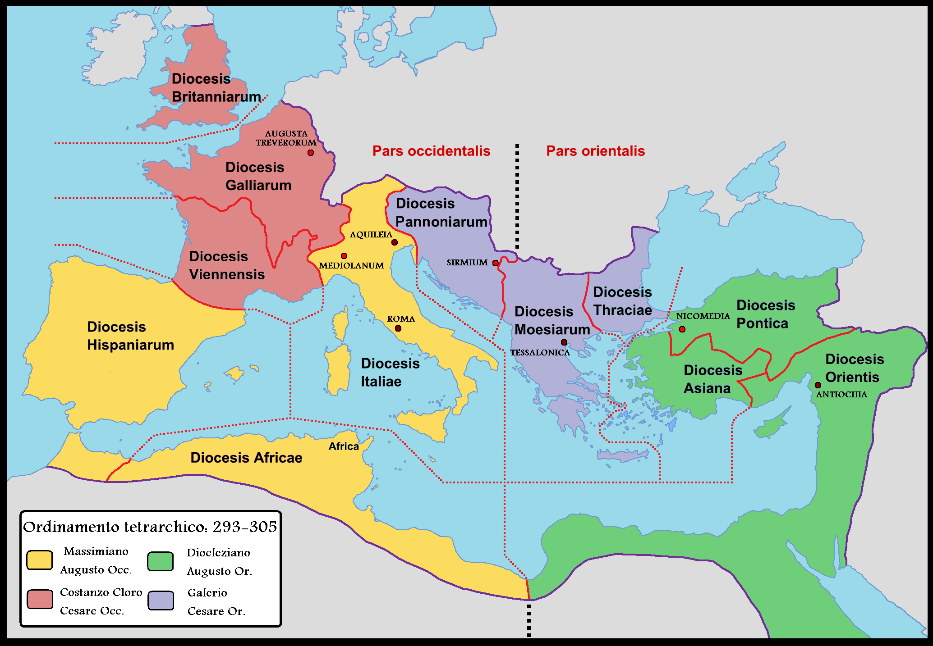 Diocesis
Britanniarum
AUGUSTA
TREVERORUM
Pars occidentalis
Pars orientalis
Diocesis
Galliarum
Diocesis
Pannoniarum
AQUILEIA
Diocesis
Viennensis
MEDIOLANUM
SIRMIUM
Diocesis
Thraciae
Diocesis
Moesiarum
Diocesis
Pontica
NICOMEDIA
Diocesis
Hispaniarum
ROMA
TESSALONICA
Diocesis
Italiae
Diocesis
Asiana
Diocesis
Orientis
ANTIOCHIA
Africa
Diocesis Africae
Ordinamento tetrarchico: 293-305
Massimiano
Augusto Occ.
Diocleziano
Augusto Or.
Costanzo Cloro
Cesare Occ.
Galerio
Cesare Or.